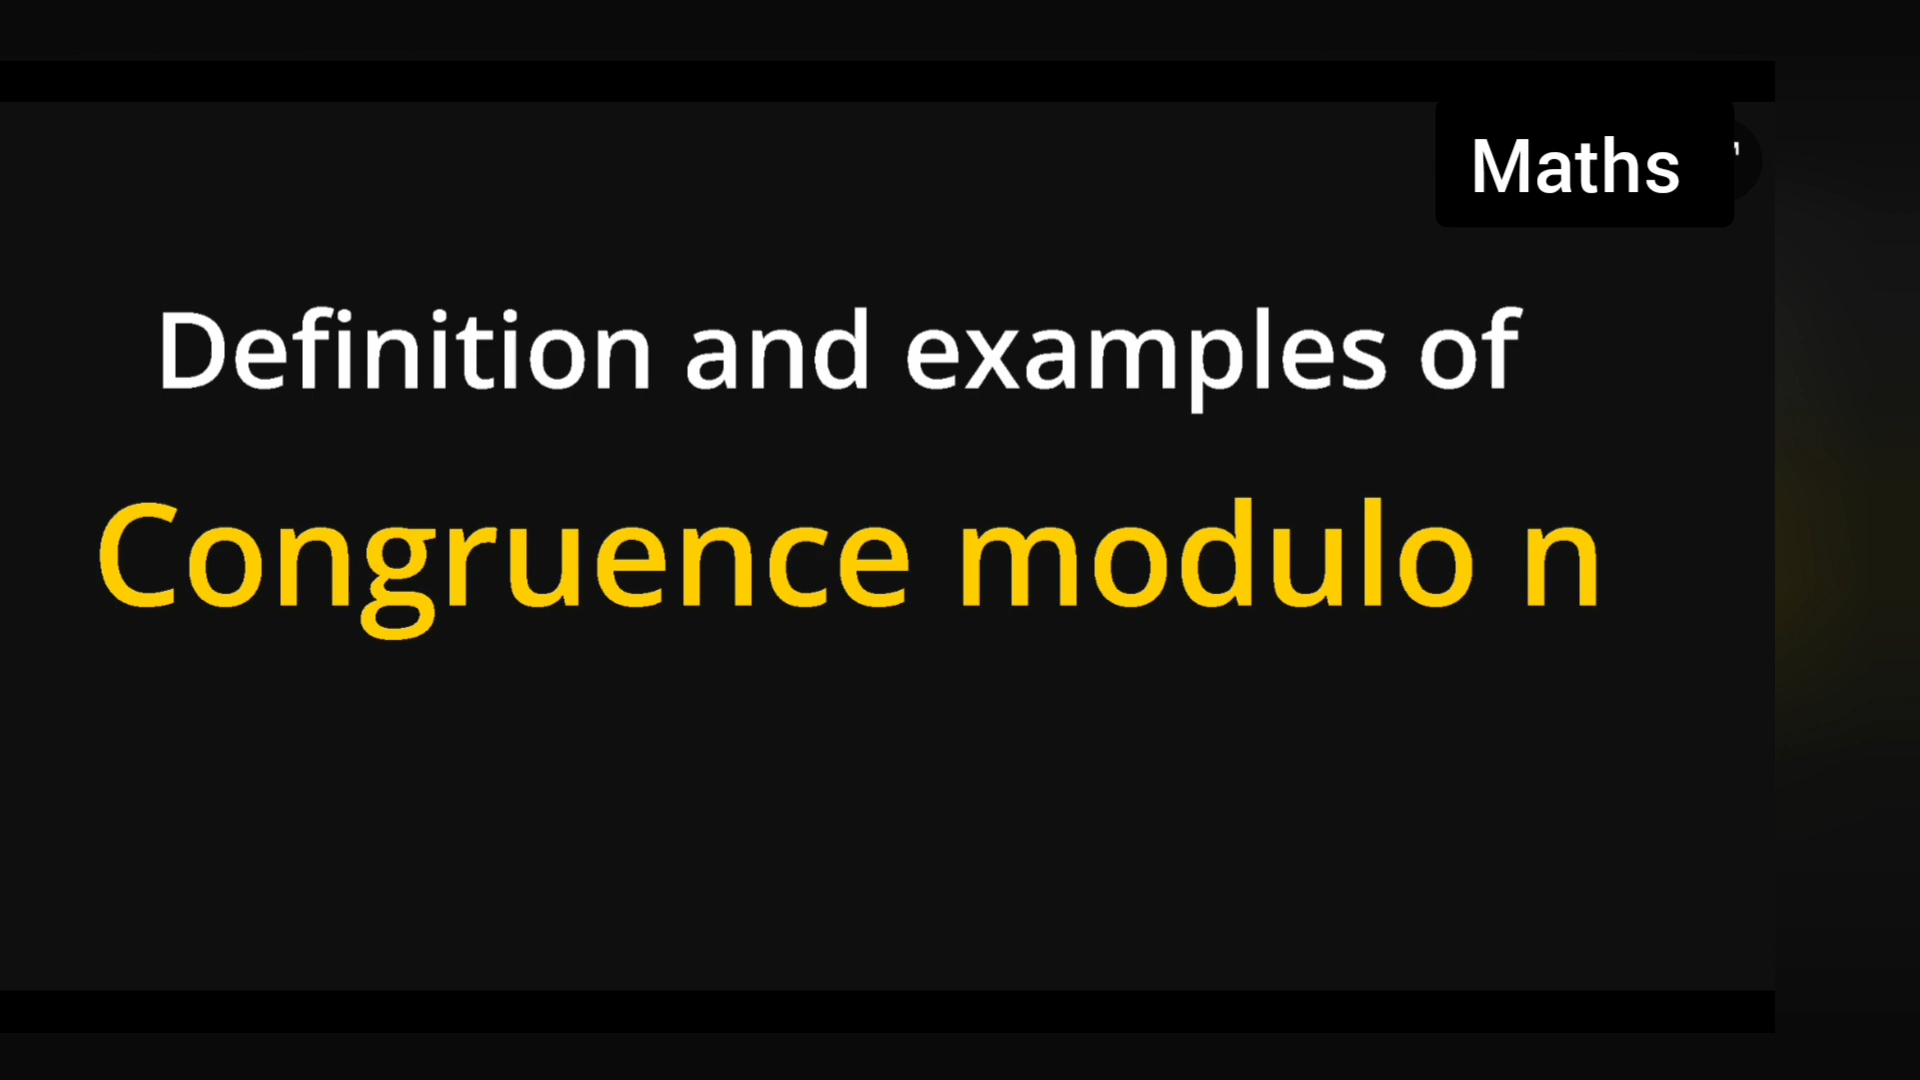 Maths
Definition and examples of
Congruence modulo n